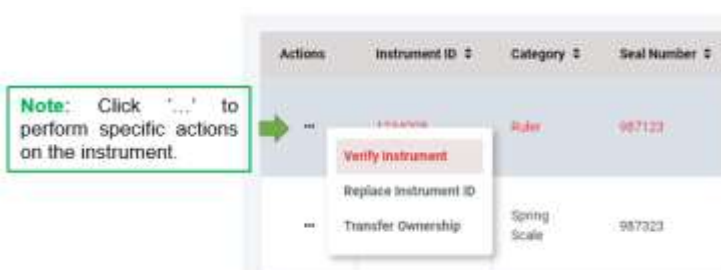 Actions Instrument ID Category Seal Number
Note: Click '...' to
perform specific actions
on the instrument.
... Ruler 987123
Verify Instrument
Replace Instrument ID
Transfer Ownership
... Spring
Scale
987323